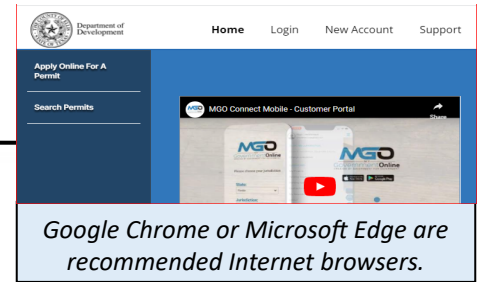 Department of
Development
Home Login New Account Support
Apply Online For A
Permit
Search Permits
MGO Connect Mobile - Customer Portal
Share
MGO
Online
MGO
Online
Google Chrome or Microsoft Edge are
recommended Internet browsers.